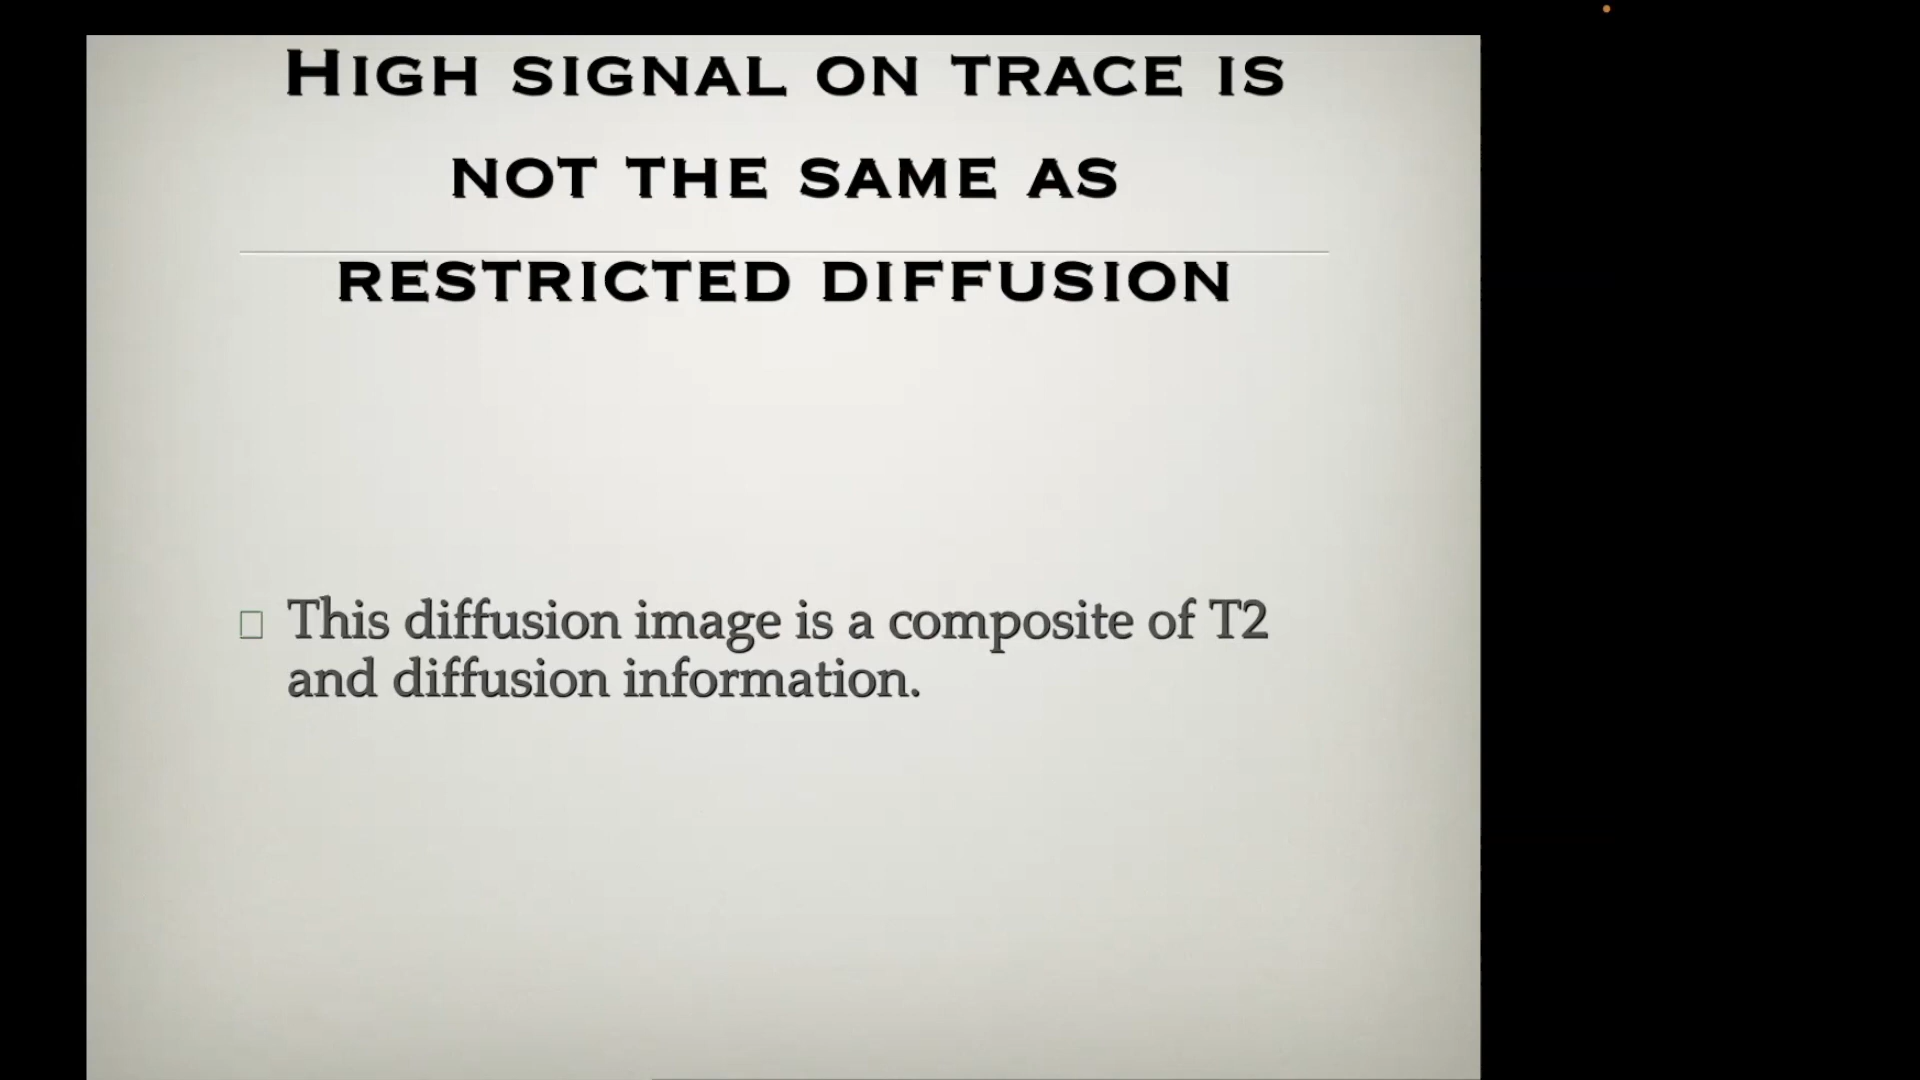 High signal on trace is
not the same as
restricted diffusion
This diffusion image is a composite of T2
and diffusion information.